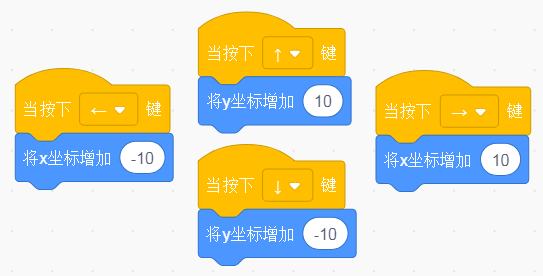 当按下 ↑ 键
将y坐标增加 10
当按下 ← 键
将x坐标增加 -10
当按下 → 键
将x坐标增加 10
当按下 ↓ 键
将y坐标增加 -10